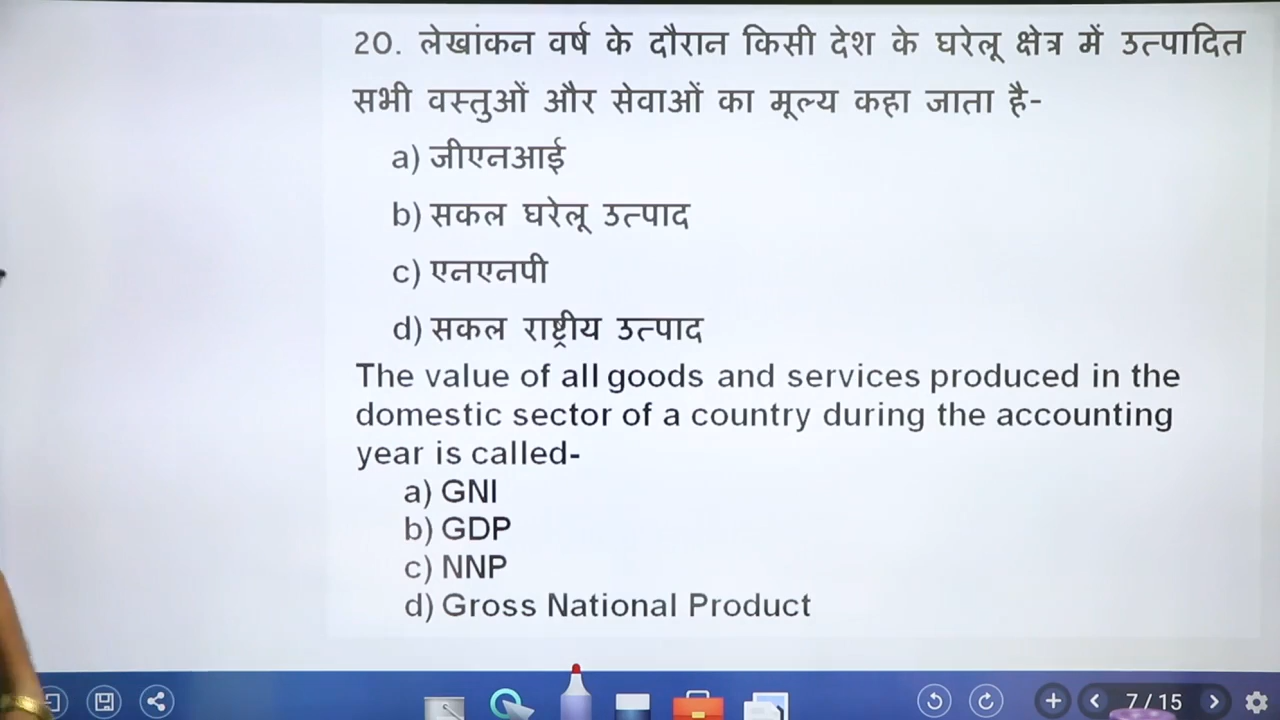 20. लेखांकन वर्ष के दौरान किसी देश के घरेलू क्षेत्र में उत्पादित
सभी वस्तुओं और सेवाओं का मूल्य कहा जाता है-
a) जीएनआई
b) सकल घरेलू उत्पाद
c) एनएनपी
d) सकल राष्ट्रीय उत्पाद
The value of all goods and services produced in the
domestic sector of a country during the accounting
year is called-
a) GNI
b) GDP
c) NNP
d) Gross National Product
7 / 15